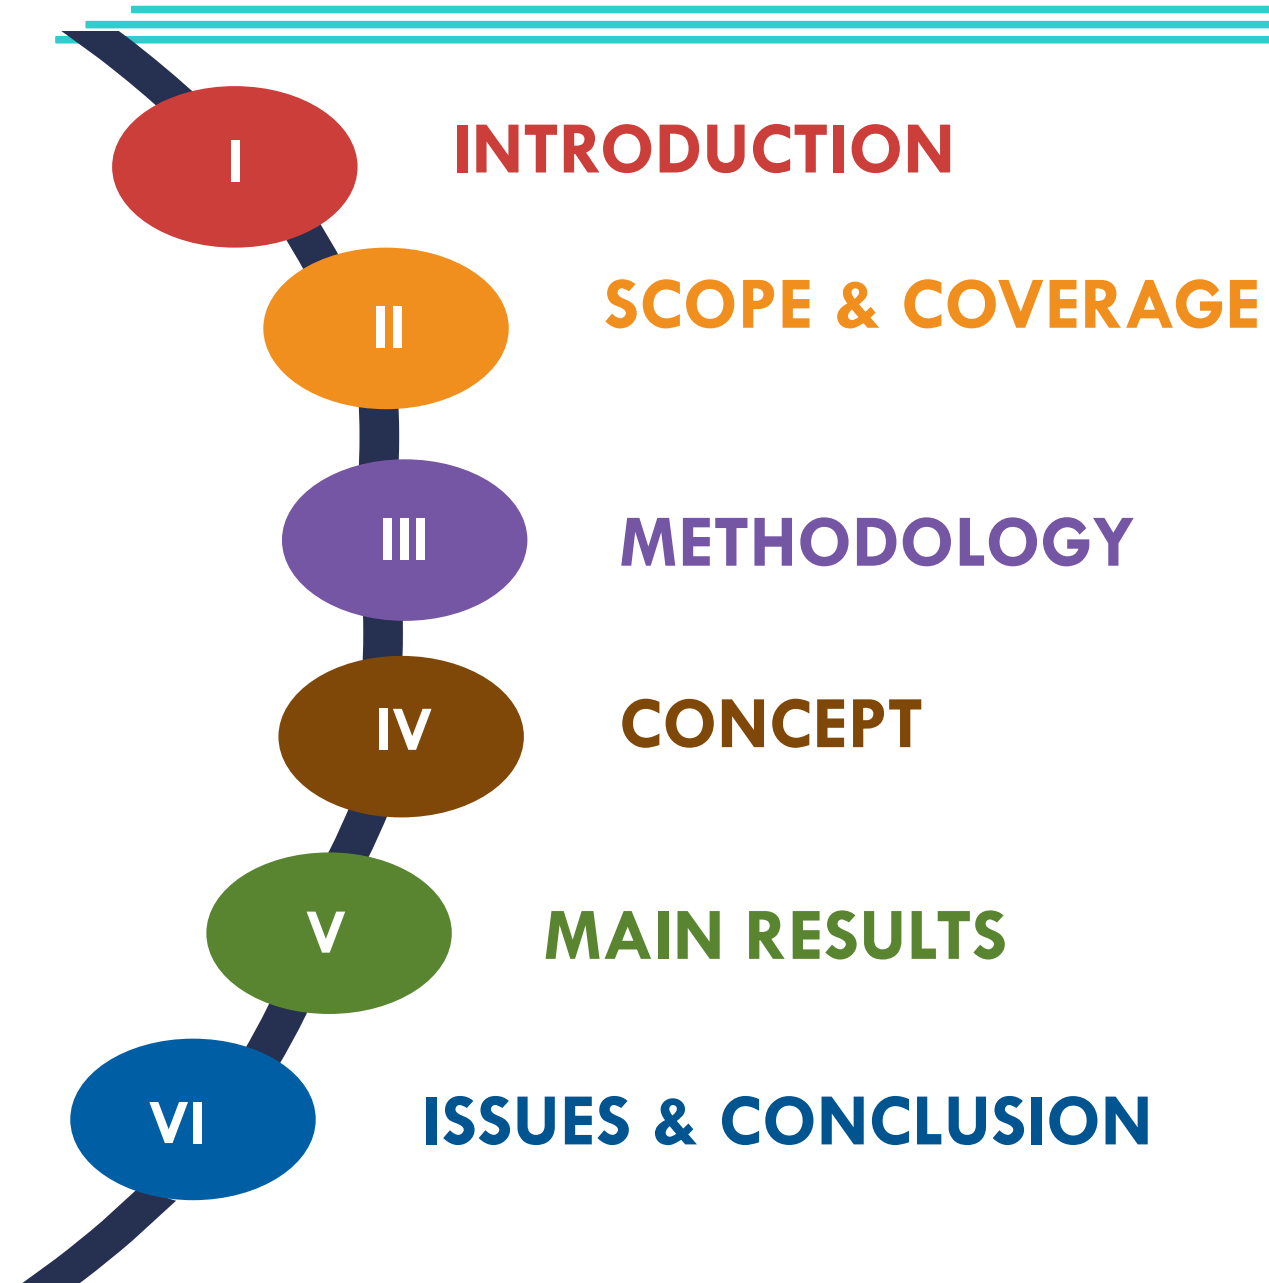 I
INTRODUCTION
II
SCOPE & COVERAGE
III
METHODOLOGY
IV
CONCEPT
V
MAIN RESULTS
VI
ISSUES & CONCLUSION